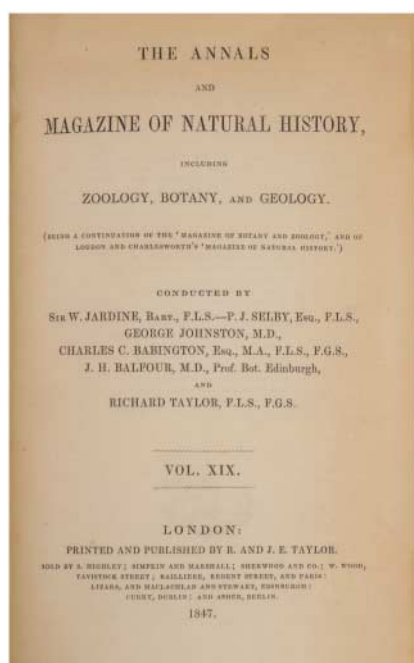 THE ANNALS
AND
MAGAZINE OF NATURAL HISTORY,
INCLUDING
ZOOLOGY, BOTANY, AND GEOLOGY.
(BEING A CONTINUATION OF THE ‘MAGAZINE OF BOTANY AND ZOOLOGY,’ AND OF
LOUDON AND CHARLESWORTH’S ‘MAGAZINE OF NATURAL HISTORY.’)
CONDUCTED BY
SIR W. JARDINE, BART., F.L.S.—P. J. SELBY, ESQ., F.L.S.,
GEORGE JOHNSTON, M.D.,
CHARLES C. BABINGTON, ESQ., M.A., F.L.S., F.G.S.,
J. H. BALFOUR, M.D., Prof. Bot. Edinburgh,
AND
RICHARD TAYLOR, F.L.S., F.G.S.
VOL. XIX.
LONDON:
PRINTED AND PUBLISHED BY R. AND J. E. TAYLOR.
SOLD BY S. HIGHLEY; SIMPKIN AND MARSHALL; SHERWOOD AND CO.; W. WOOD,
TAVISTOCK STREET; BAILLIERE, REGENT STREET, AND PARIS:
LIZARS, AND MACLACHLAN AND STEWART, EDINBURGH:
CURRY, DUBLIN: AND ASHER, BERLIN.
1847.